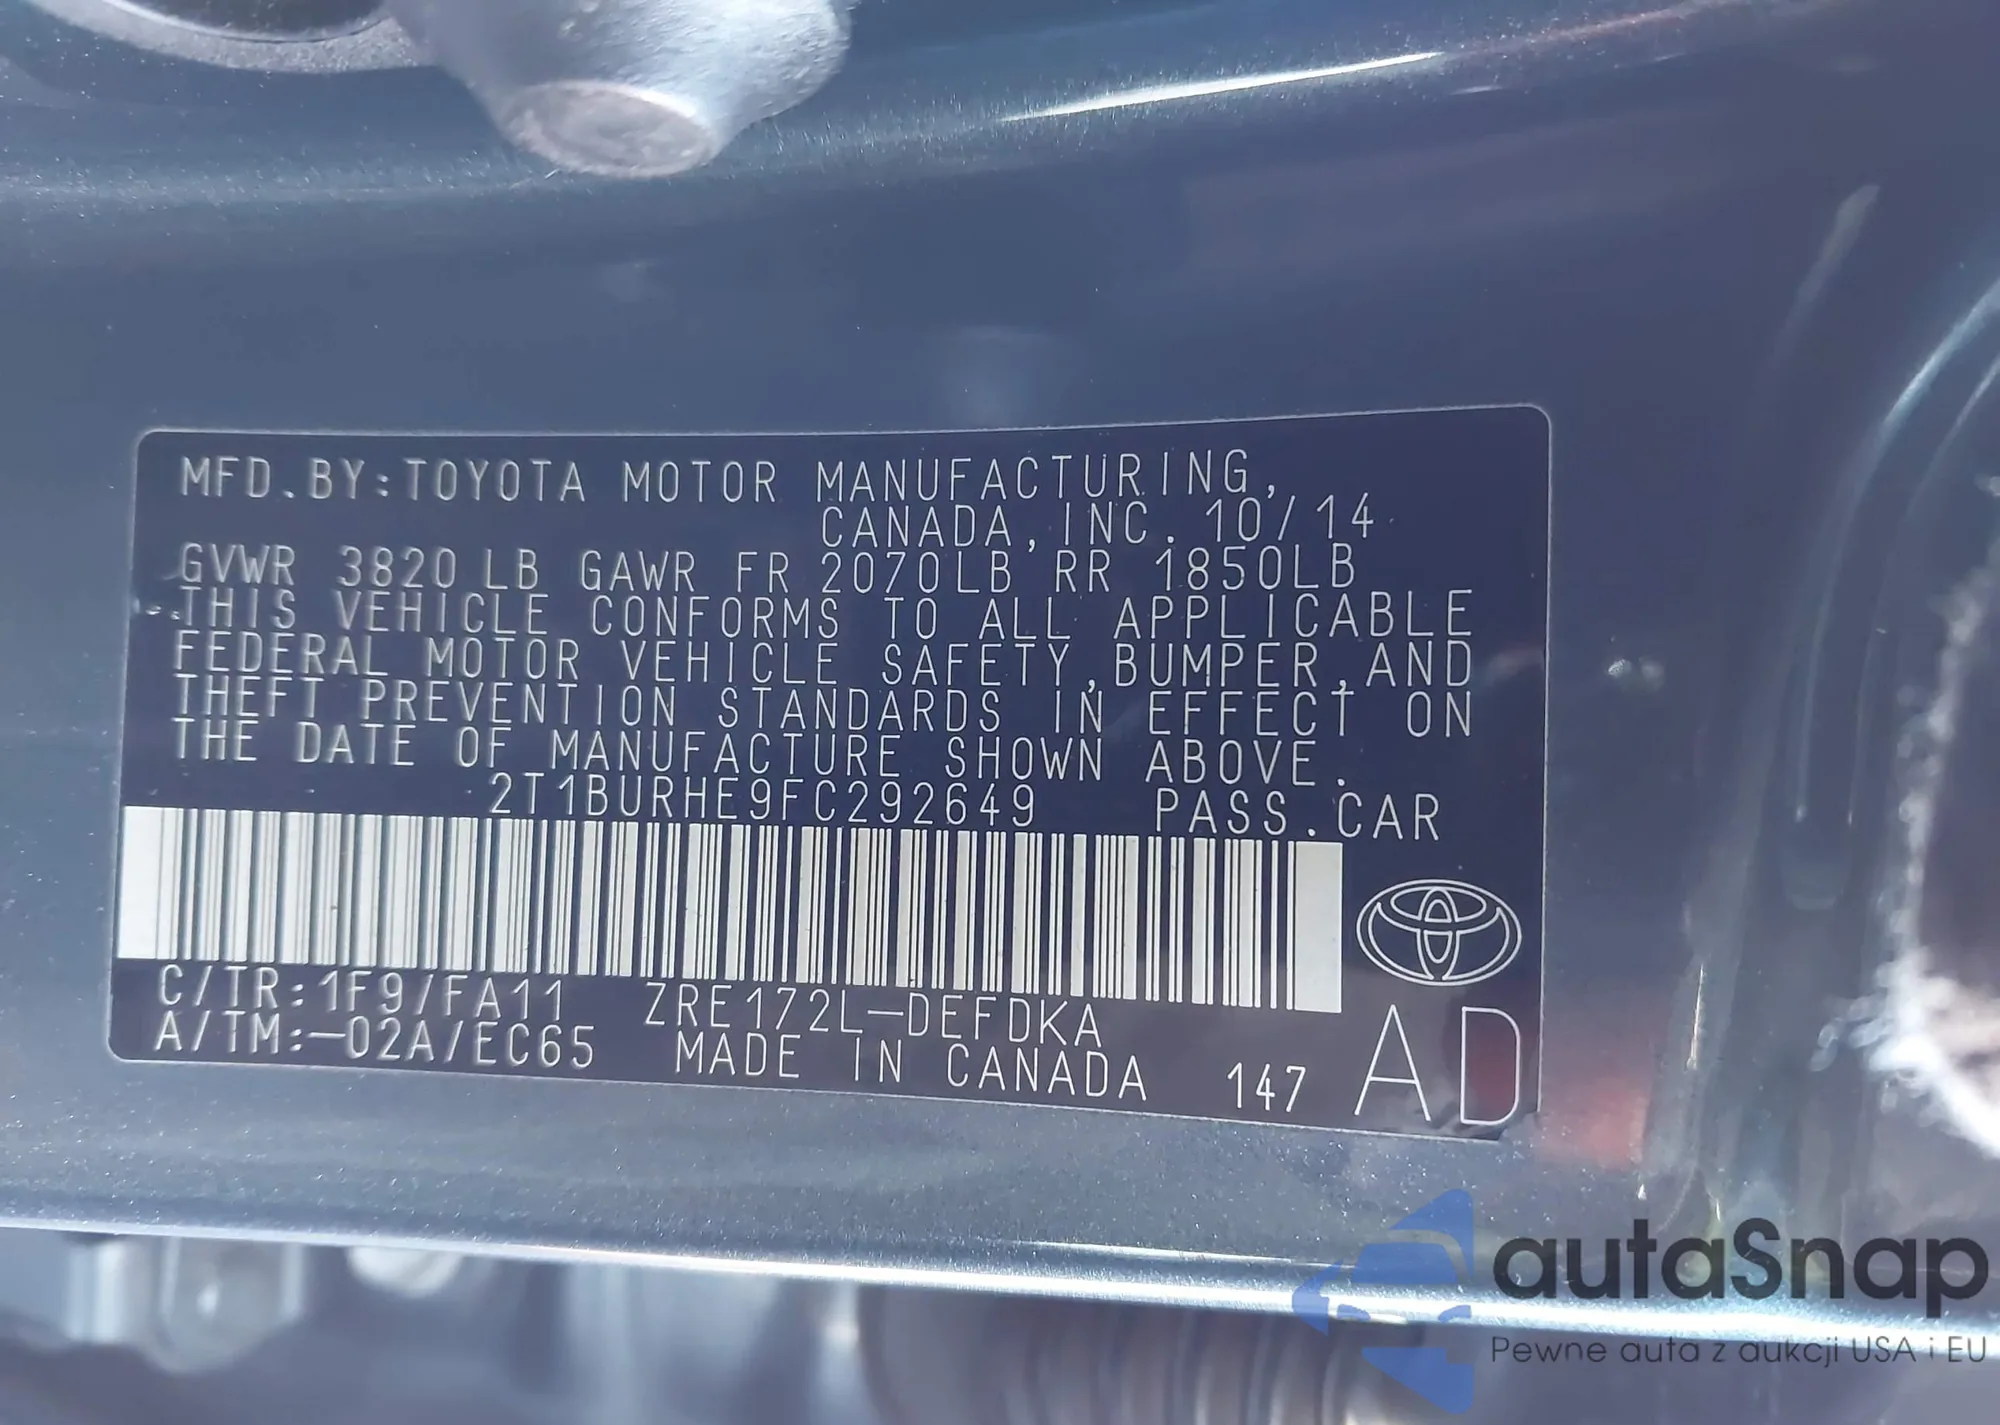 MFD.BY:TOYOTA MOTOR MANUFACTURING,
CANADA,INC. 10/14
GVWR 3820LB GAWR FR 2070LB RR 1850LB
THIS VEHICLE CONFORMS TO ALL APPLICABLE
FEDERAL MOTOR VEHICLE SAFETY,BUMPER,AND
THEFT PREVENTION STANDARDS IN EFFECT ON
THE DATE OF MANUFACTURE SHOWN ABOVE.
2T1BURHE9FC292649 PASS.CAR
C/TR:1F9/FA11 ZRE172L-DEFDKA
A/TM:-02A/EC65 MADE IN CANADA 147 AD
autaSnap
Pewne auta z aukcji USA i EU